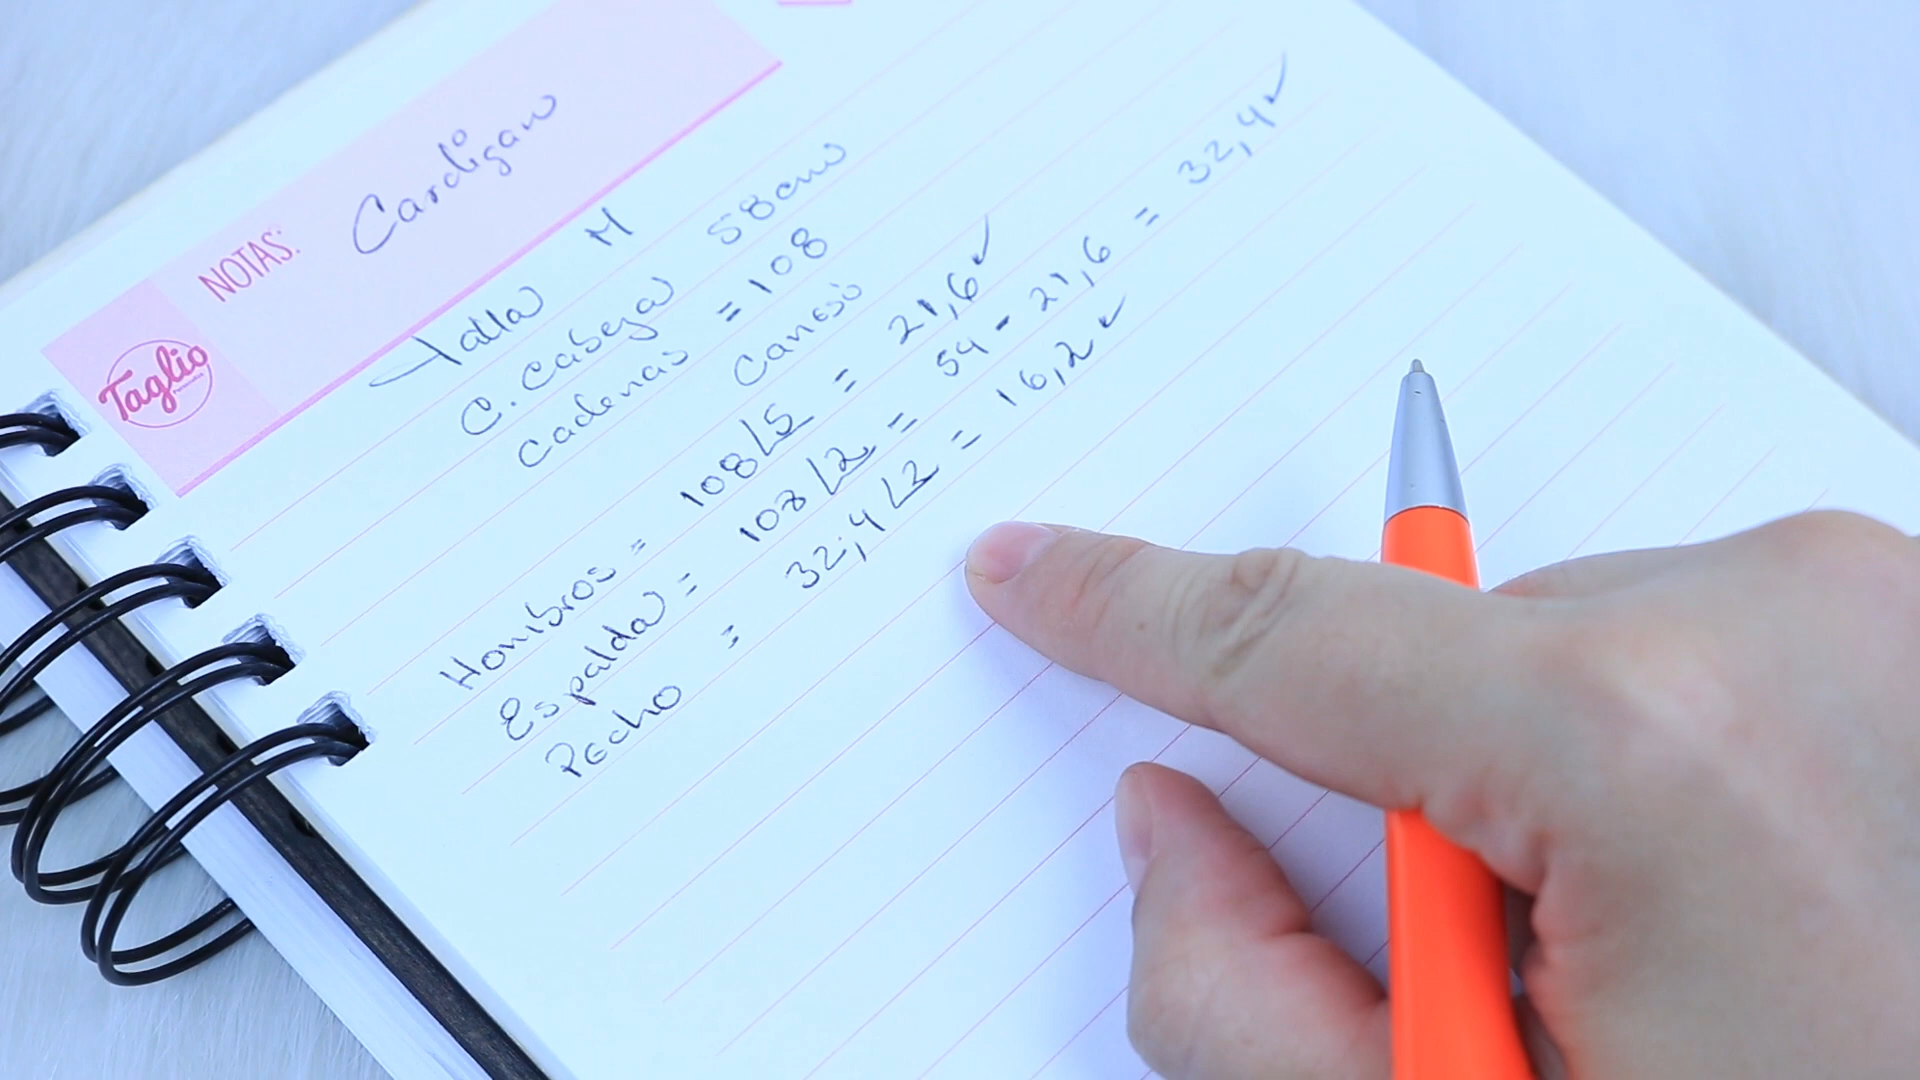 NOTAS: Cardigan
Taglio
Talla M
C. Cabeza 58cm
Cadenas = 108
Canesú
Hombros = 108 /5 = 21,6 ✓
Espalda = 108 /2 = 54 - 21,6 = 32,4 ✓
Pecho = 32,4 /2 = 16,2 ✓